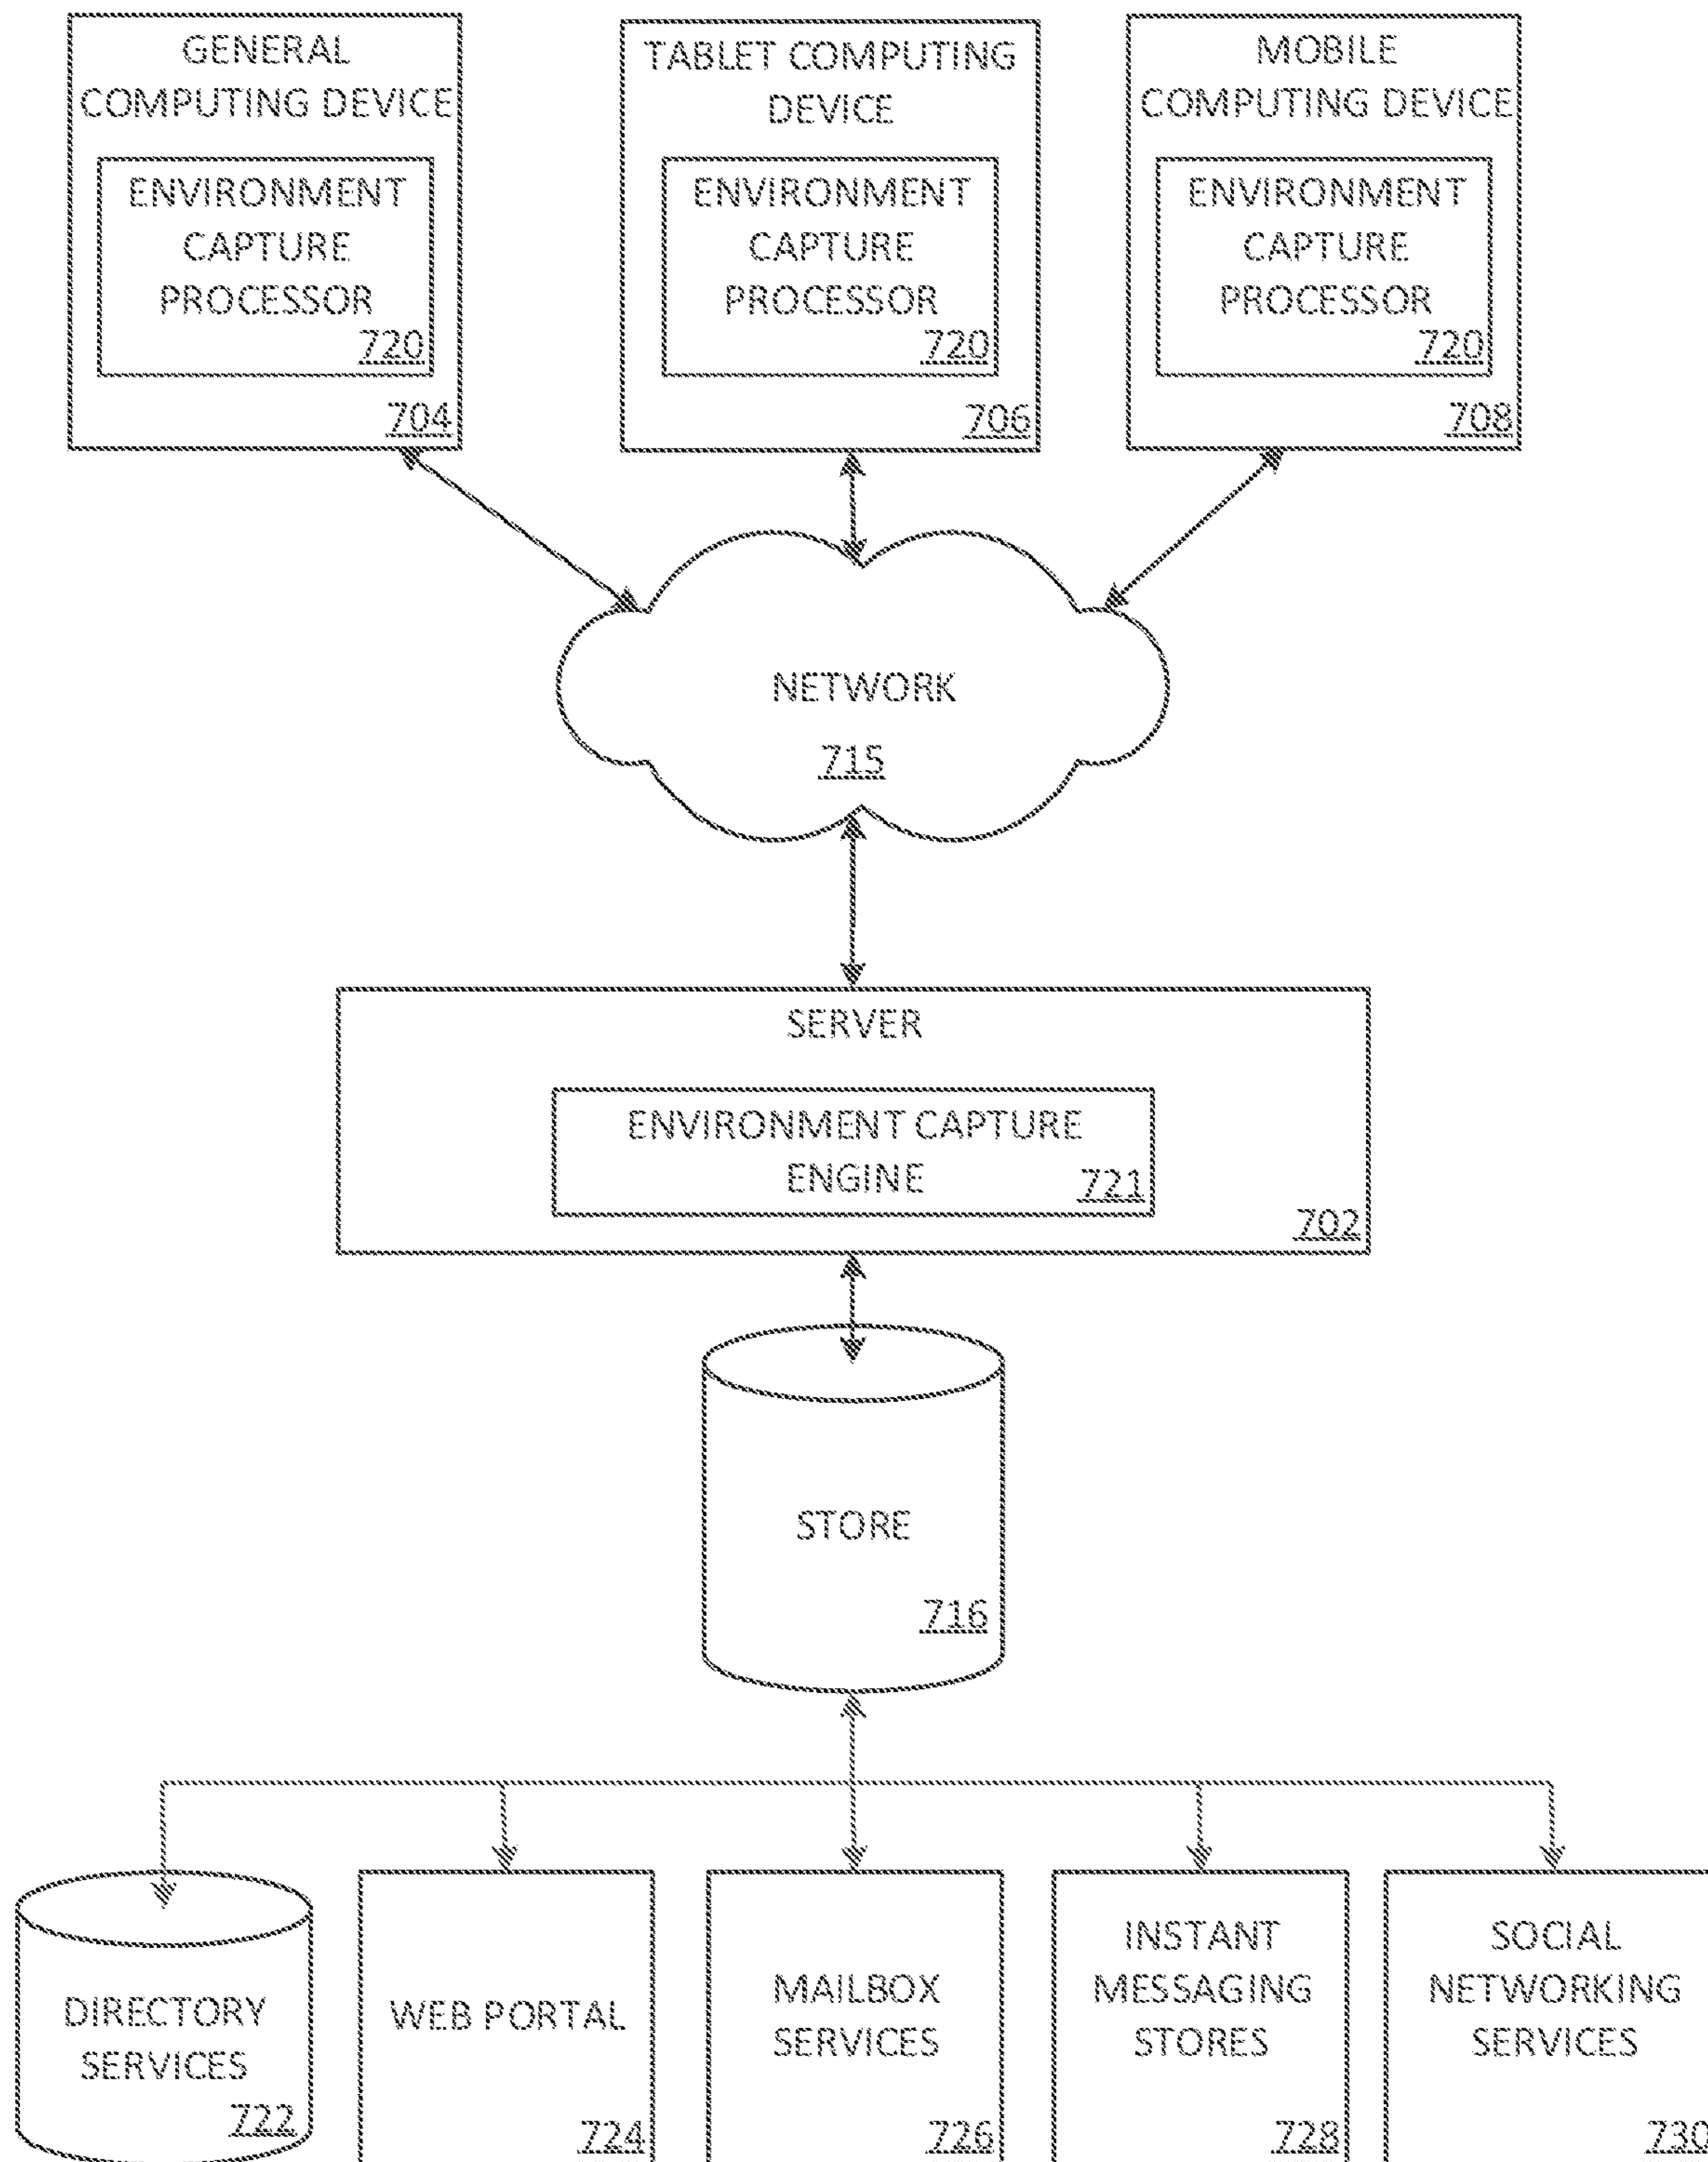 GENERAL
COMPUTING DEVICE
ENVIRONMENT
CAPTURE
PROCESSOR
720
704
TABLET COMPUTING
DEVICE
ENVIRONMENT
CAPTURE
PROCESSOR
720
706
MOBILE
COMPUTING DEVICE
ENVIRONMENT
CAPTURE
PROCESSOR
720
708
NETWORK
715
SERVER
ENVIRONMENT CAPTURE
ENGINE
721
702
STORE
716
DIRECTORY
SERVICES
722
WEB PORTAL
724
MAILBOX
SERVICES
726
INSTANT
MESSAGING
STORES
728
SOCIAL
NETWORKING
SERVICES
730